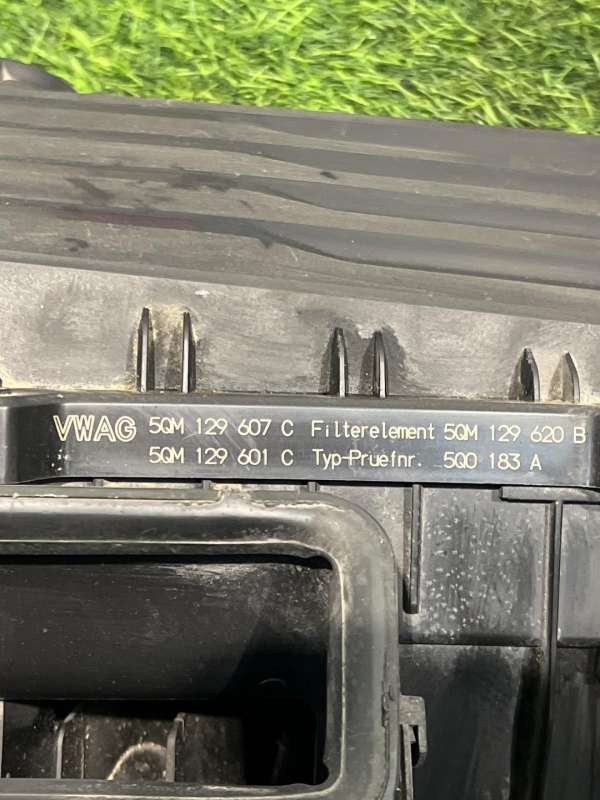 VWAG 5QM 129 607 C Filterelement 5QM 129 620 B
5QM 129 601 C Typ-Pruefnr. 5Q0 183 A